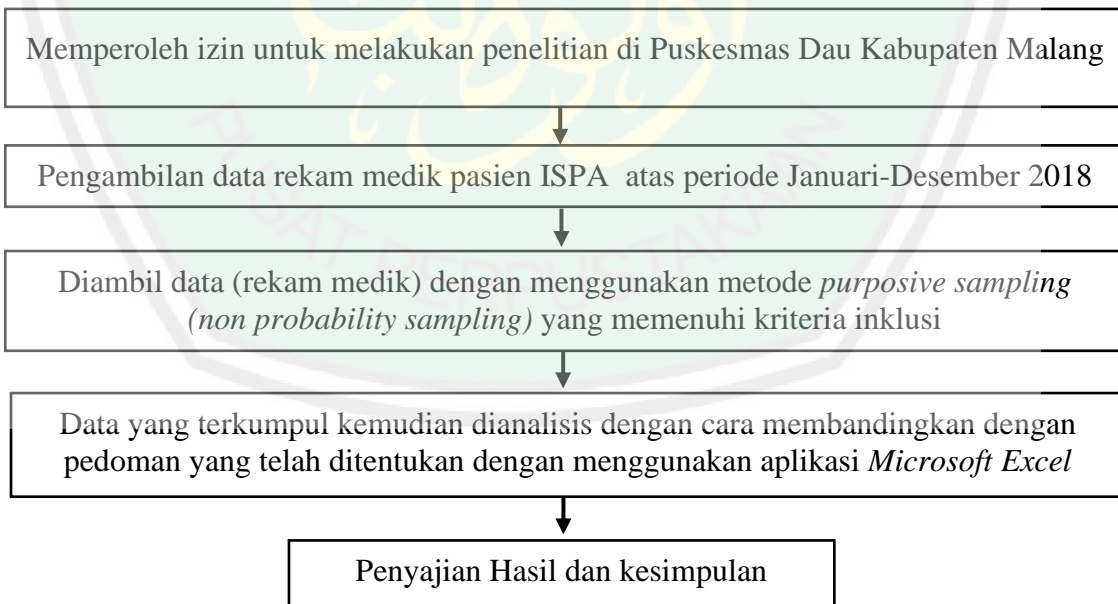 Memperoleh izin untuk melakukan penelitian di Puskesmas Dau Kabupaten Malang
Pengambilan data rekam medik pasien ISPA atas periode Januari-Desember 2018
Diambil data (rekam medik) dengan menggunakan metode purposive sampling
(non probability sampling) yang memenuhi kriteria inklusi
Data yang terkumpul kemudian dianalisis dengan cara membandingkan dengan
pedoman yang telah ditentukan dengan menggunakan aplikasi Microsoft Excel
Penyajian Hasil dan kesimpulan
PUSAT PERPUSTAKAAN